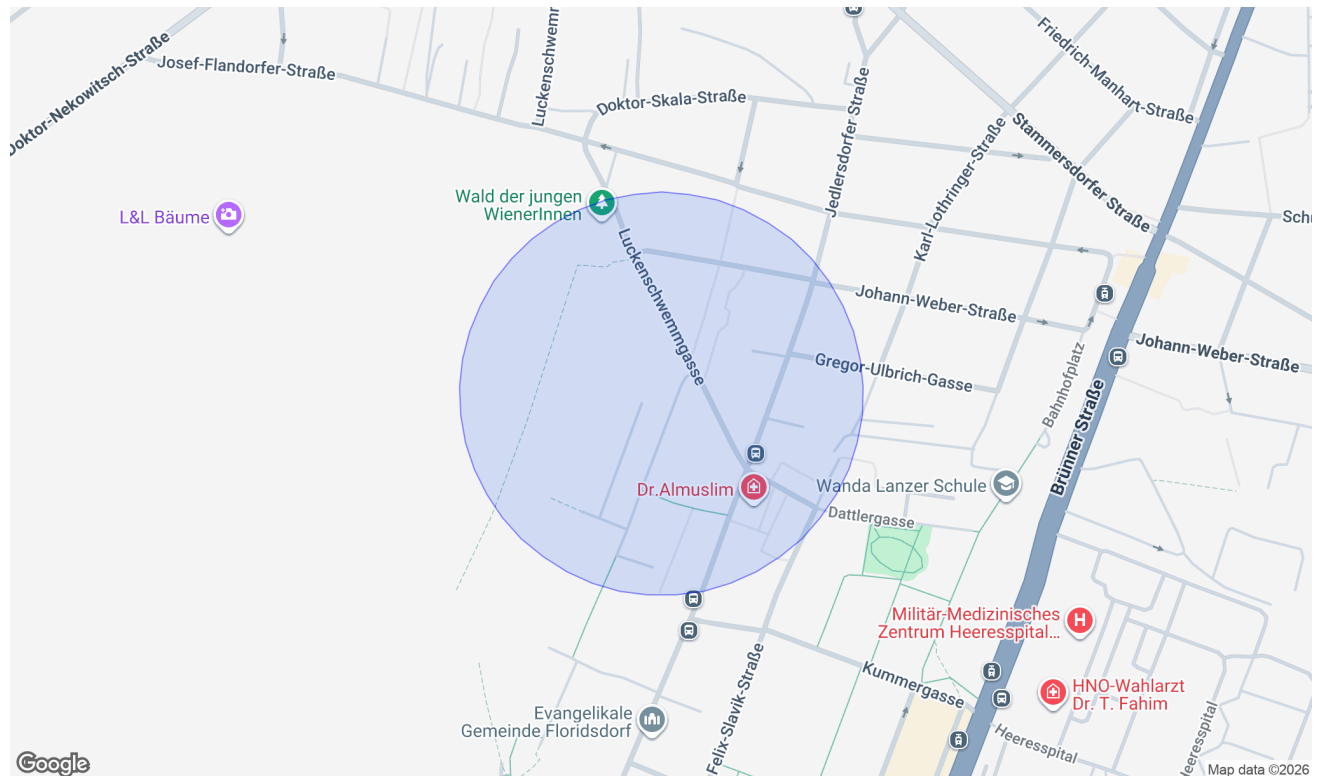 Doktor-Nekowitsch-Straße
Josef-Flandorfer-Straße
Luckenschwemr
Doktor-Skala-Straße
Jedlersdorfer Straße
Friedrich-Manhart-Straße
Stammersdorfer Straße
Karl-Lothringer-Straße
Wald der jungen
WienerInnen
L&L Bäume
Luckenschwemmgasse
Johann-Weber-Straße
Johann-Weber-Straße
Gregor-Ulbrich-Gasse
Bahnhofplatz
Brünner Straße
Dr.Almuslim
Wanda Lanzer Schule
Dattlergasse
Militär-Medizinisches
Zentrum Heeresspital...
H
HNO-Wahlarzt
Dr. T. Fahim
Kummergasse
Felix-Slavik-Straße
Evangelikale
Gemeinde Floridsdorf
Heeresspital
eeresspital
Google
Map data ©2026